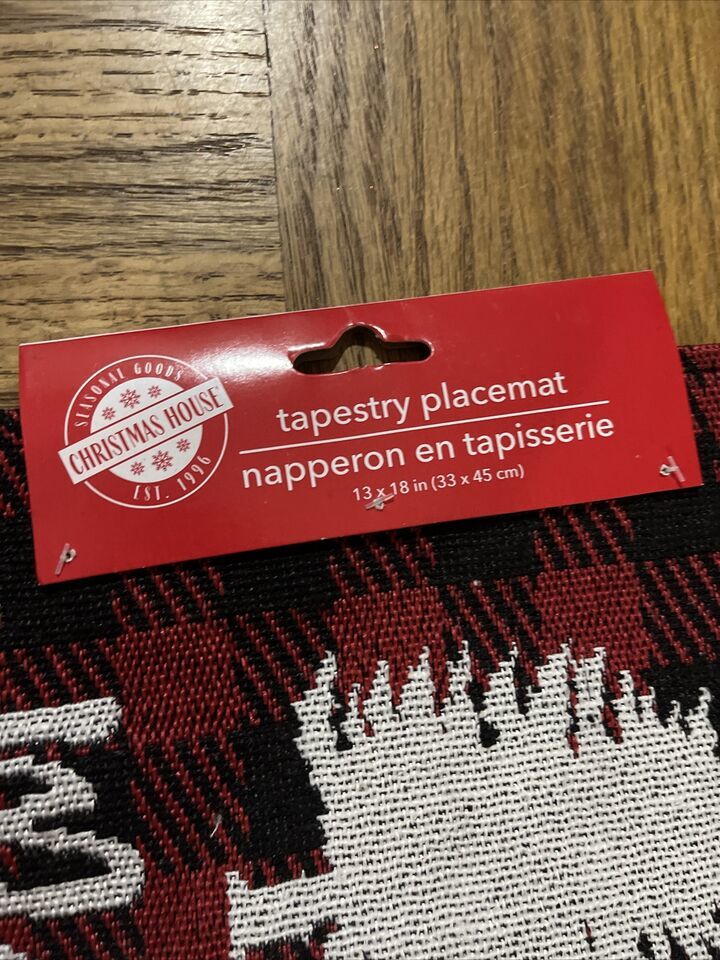 SEASONAL GOODS
CHRISTMAS HOUSE
EST. 1996
tapestry placemat
napperon en tapisserie
13 x 18 in (33 x 45 cm)